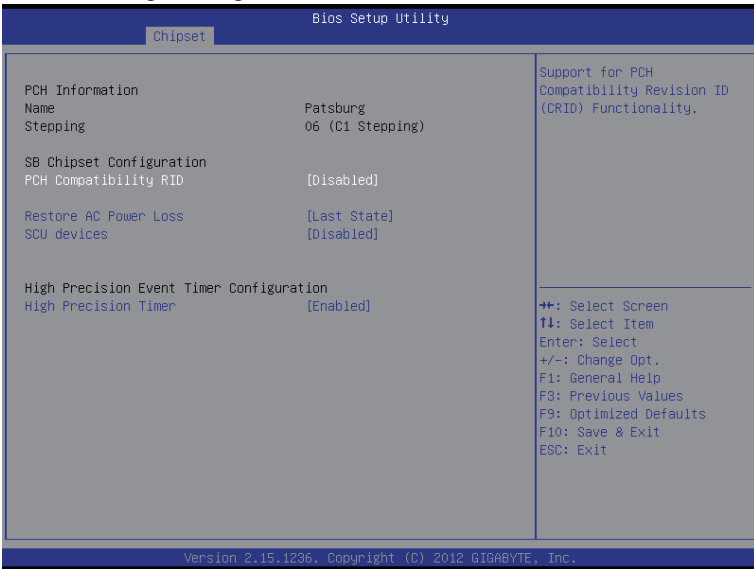 Bios Setup Utility
Chipset
PCH Information
Name Patsburg
Stepping 06 (C1 Stepping)
SB Chipset Configuration
PCH Compatibility RID [Disabled]
Restore AC Power Loss [Last State]
SCU devices [Disabled]
High Precision Event Timer Configuration
High Precision Timer [Enabled]
Support for PCH
Compatibility Revision ID
(CRID) Functionality.
→←: Select Screen
↑↓: Select Item
Enter: Select
+/-: Change Opt.
F1: General Help
F3: Previous Values
F9: Optimized Defaults
F10: Save & Exit
ESC: Exit
Version 2.15.1236. Copyright (C) 2012 GIGABYTE, Inc.